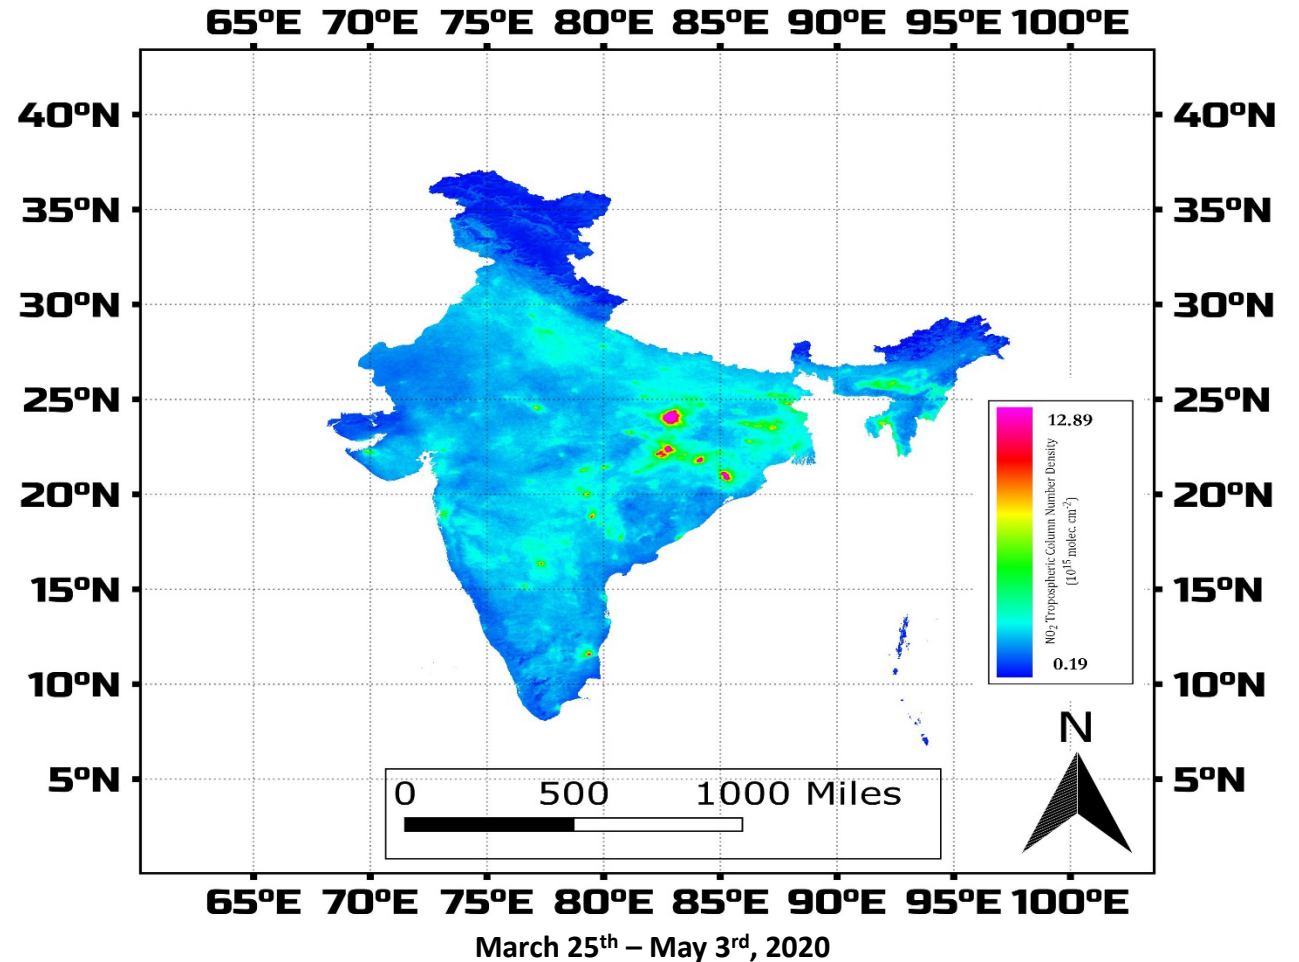 65ºE 70ºE 75ºE 80ºE 85ºE 90ºE 95ºE 100ºE
40ºN 40ºN
35ºN 35ºN
30ºN 30ºN
25ºN 25ºN
12.89
NO₂ Tropospheric Column Number Density
(10¹⁵ molec. cm⁻²)
0.19
20ºN 20ºN
15ºN 15ºN
10ºN 10ºN
N
5ºN 5ºN
0 500 1000 Miles
65ºE 70ºE 75ºE 80ºE 85ºE 90ºE 95ºE 100ºE
March 25ᵗʰ – May 3ʳᵈ, 2020